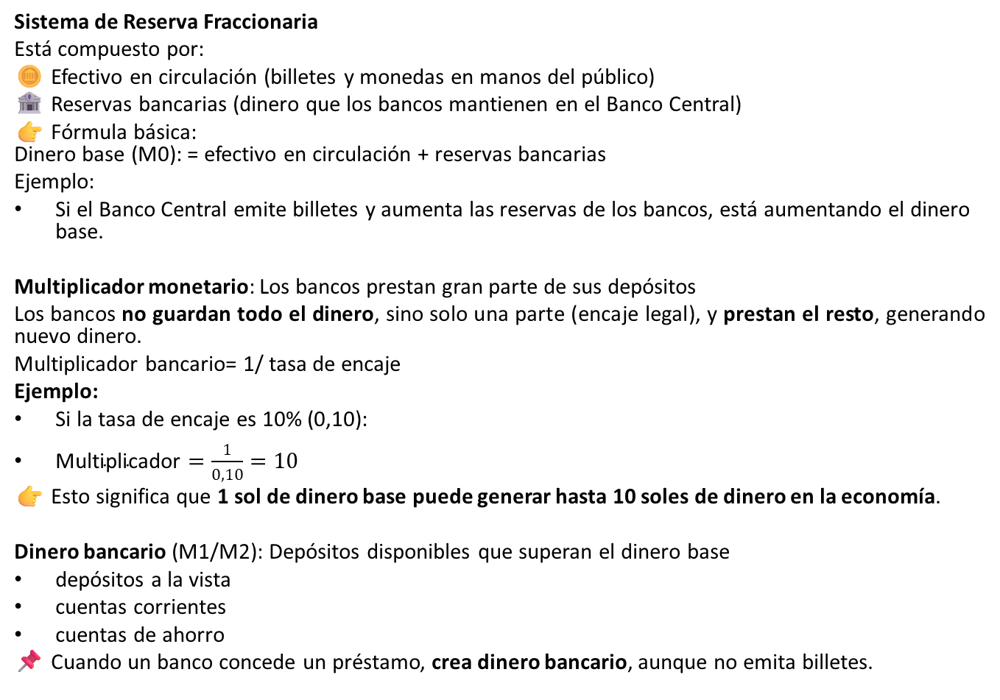 Sistema de Reserva Fraccionaria
Está compuesto por:
🪙 Efectivo en circulación (billetes y monedas en manos del público)
🏦 Reservas bancarias (dinero que los bancos mantienen en el Banco Central)
👉 Fórmula básica:
Dinero base (M0): = efectivo en circulación + reservas bancarias
Ejemplo:
• Si el Banco Central emite billetes y aumenta las reservas de los bancos, está aumentando el dinero
base.
Multiplicador monetario: Los bancos prestan gran parte de sus depósitos
Los bancos no guardan todo el dinero, sino solo una parte (encaje legal), y prestan el resto, generando
nuevo dinero.
Multiplicador bancario= 1/ tasa de encaje
Ejemplo:
• Si la tasa de encaje es 10% (0,10):
• Multiplicador = 1/0,10 = 10
👉 Esto significa que 1 sol de dinero base puede generar hasta 10 soles de dinero en la economía.
Dinero bancario (M1/M2): Depósitos disponibles que superan el dinero base
• depósitos a la vista
• cuentas corrientes
• cuentas de ahorro
📌 Cuando un banco concede un préstamo, crea dinero bancario, aunque no emita billetes.